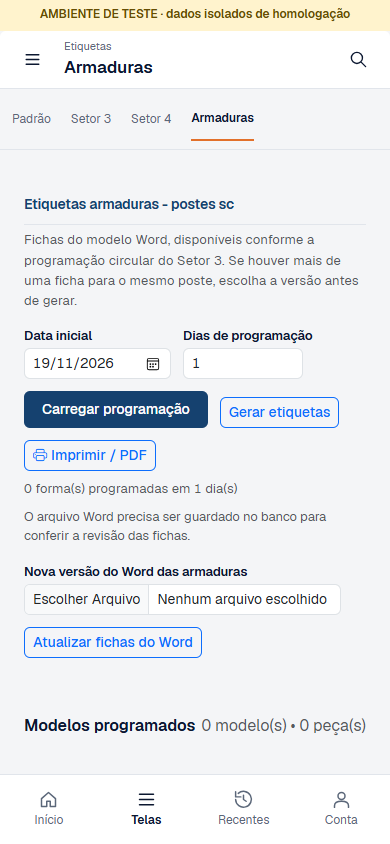 AMBIENTE DE TESTE · dados isolados de homologação
Etiquetas
Armaduras
Padrão Setor 3 Setor 4 Armaduras
Etiquetas armaduras - postes sc
Fichas do modelo Word, disponíveis conforme a
programação circular do Setor 3. Se houver mais de
uma ficha para o mesmo poste, escolha a versão antes
de gerar.
Data inicial Dias de programação
19/11/2026 1
Carregar programação Gerar etiquetas
Imprimir / PDF
0 forma(s) programadas em 1 dia(s)
O arquivo Word precisa ser guardado no banco para
conferir a revisão das fichas.
Nova versão do Word das armaduras
Escolher Arquivo Nenhum arquivo escolhido
Atualizar fichas do Word
Modelos programados 0 modelo(s) • 0 peça(s)
Início Telas Recentes Conta